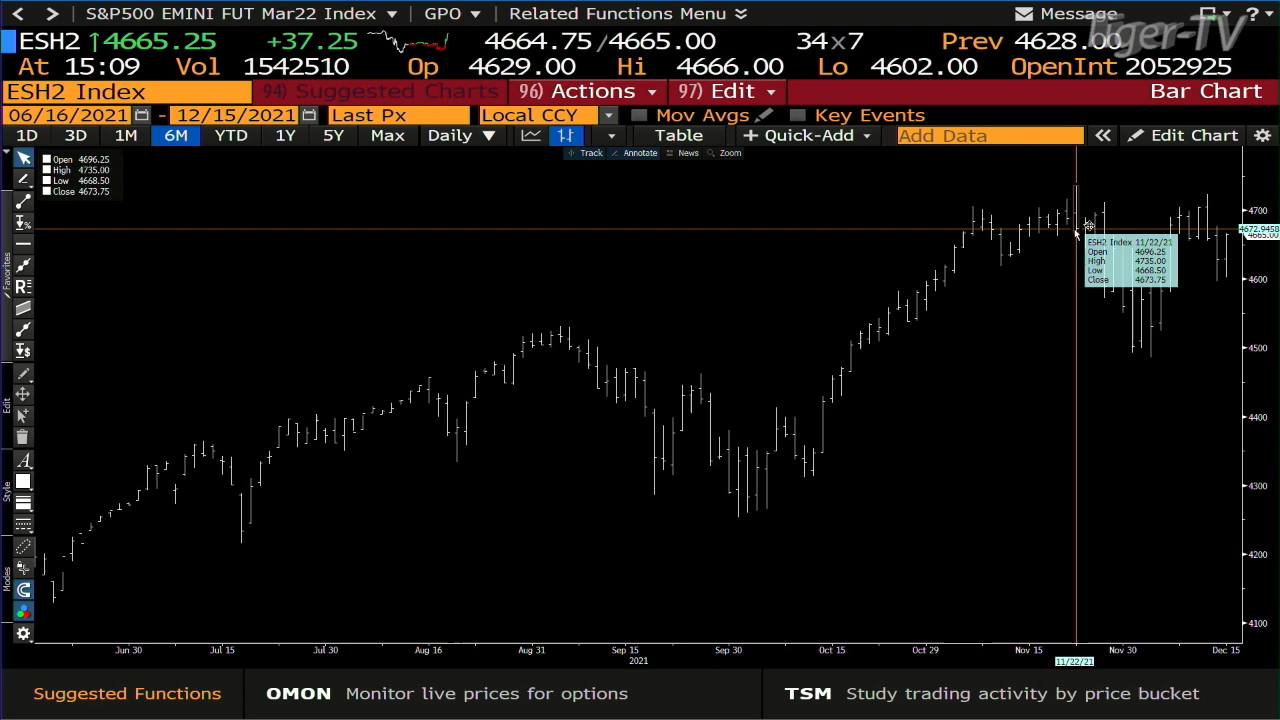 S&P500 EMINI FUT Mar22 Index GPO Related Functions Menu Message ?
TV
ESH2 ↑4665.25 +37.25 4664.75/4665.00 34x7 Prev 4628.00
At 15:09 Vol 1542510 Op 4629.00 Hi 4666.00 Lo 4602.00 OpenInt 2052925
ESH2 Index 94) Suggested Charts 96) Actions 97) Edit Bar Chart
06/16/2021 - 12/15/2021 Last Px Local CCY Mov Avgs Key Events
1D 3D 1M 6M YTD 1Y 5Y Max Daily Table + Quick-Add Add Data Edit Chart
Track Annotate News Zoom
Open 4696.25
High 4735.00
Low 4668.50
Close 4673.75
Favorites
Edit
Style
Modes
4700
4672.9458
4665.00
4600
4500
4400
4300
4200
4100
ESH2 Index 11/22/21
Open 4696.25
High 4735.00
Low 4668.50
Close 4673.75
Jun 30 Jul 15 Jul 30 Aug 16 Aug 31 Sep 15 Sep 30 Oct 15 Oct 29 Nov 15 Nov 30 Dec 15
2021 11/22/21
Suggested Functions OMON Monitor live prices for options TSM Study trading activity by price bucket